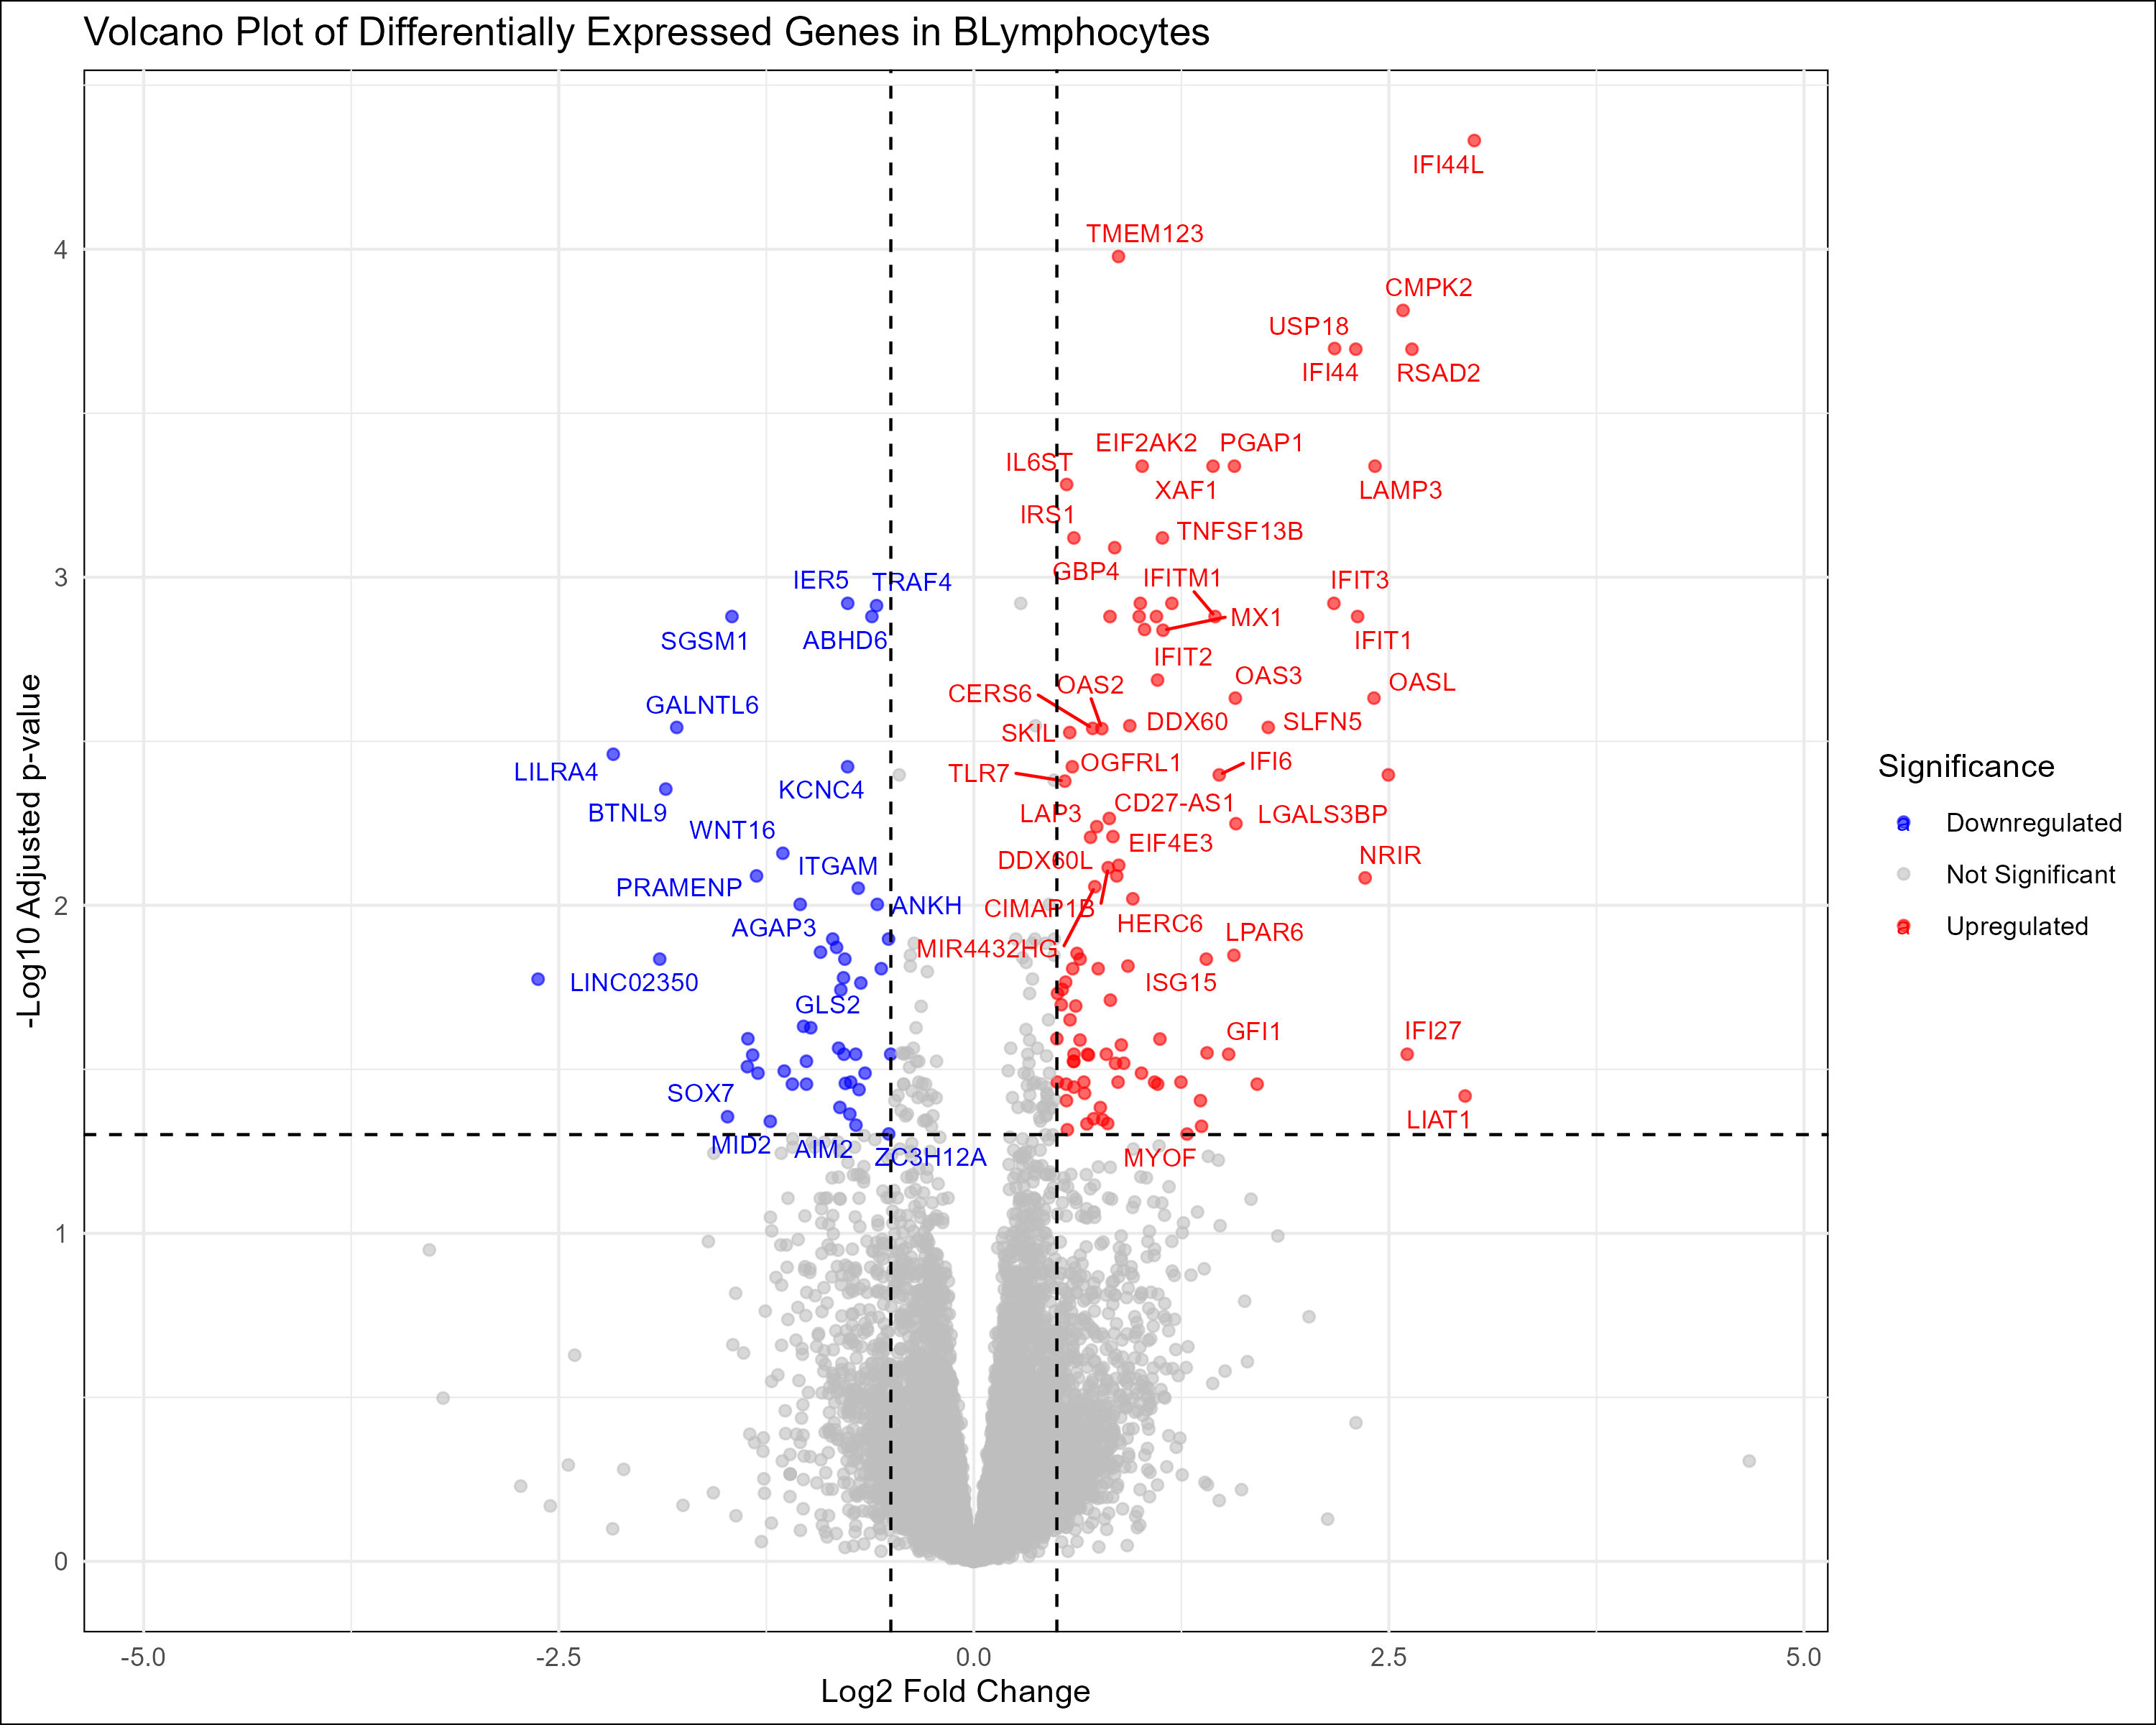 Volcano Plot of Differentially Expressed Genes in BLymphocytes
IFI44L
TMEM123
4
CMPK2
USP18
IFI44
RSAD2
EIF2AK2
PGAP1
IL6ST
XAF1
LAMP3
IRS1
TNFSF13B
GBP4
3
IER5
TRAF4
IFITM1
IFIT3
MX1
SGSM1
ABHD6
IFIT1
IFIT2
OAS3
OASL
CERS6
OAS2
GALNTL6
SKIL
DDX60
SLFN5
LILRA4
KCNC4
TLR7
OGFRL1
IFI6
BTNL9
LAP3
CD27-AS1
LGALS3BP
WNT16
EIF4E3
ITGAM
DDX60L
NRIR
PRAMENP
2
ANKH
CIMAP1B
AGAP3
HERC6
LPAR6
MIR4432HG
LINC02350
ISG15
GLS2
GFI1
IFI27
SOX7
LIAT1
MID2
AIM2
ZC3H12A
MYOF
1
0
-5.0
-2.5
0.0
2.5
5.0
Log2 Fold Change
-Log10 Adjusted p-value
Significance
Downregulated
Not Significant
Upregulated